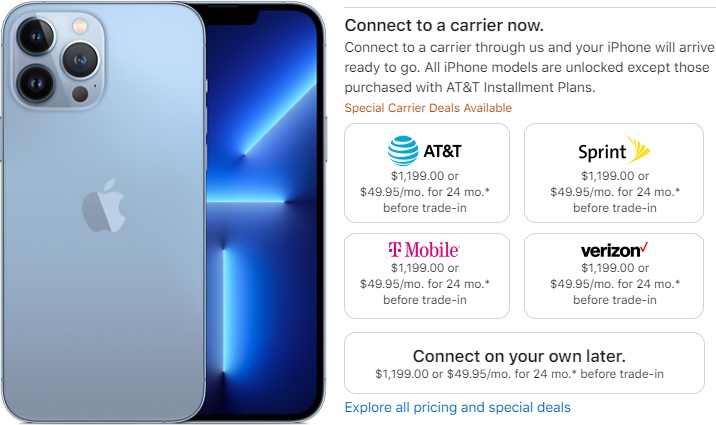 Connect to a carrier now.
Connect to a carrier through us and your iPhone will arrive
ready to go. All iPhone models are unlocked except those
purchased with AT&T Installment Plans.
Special Carrier Deals Available
AT&T
$1,199.00 or
$49.95/mo. for 24 mo.*
before trade-in
Sprint
$1,199.00 or
$49.95/mo. for 24 mo.*
before trade-in
T Mobile
$1,199.00 or
$49.95/mo. for 24 mo.*
before trade-in
verizon
$1,199.00 or
$49.95/mo. for 24 mo.*
before trade-in
Connect on your own later.
$1,199.00 or $49.95/mo. for 24 mo.* before trade-in
Explore all pricing and special deals